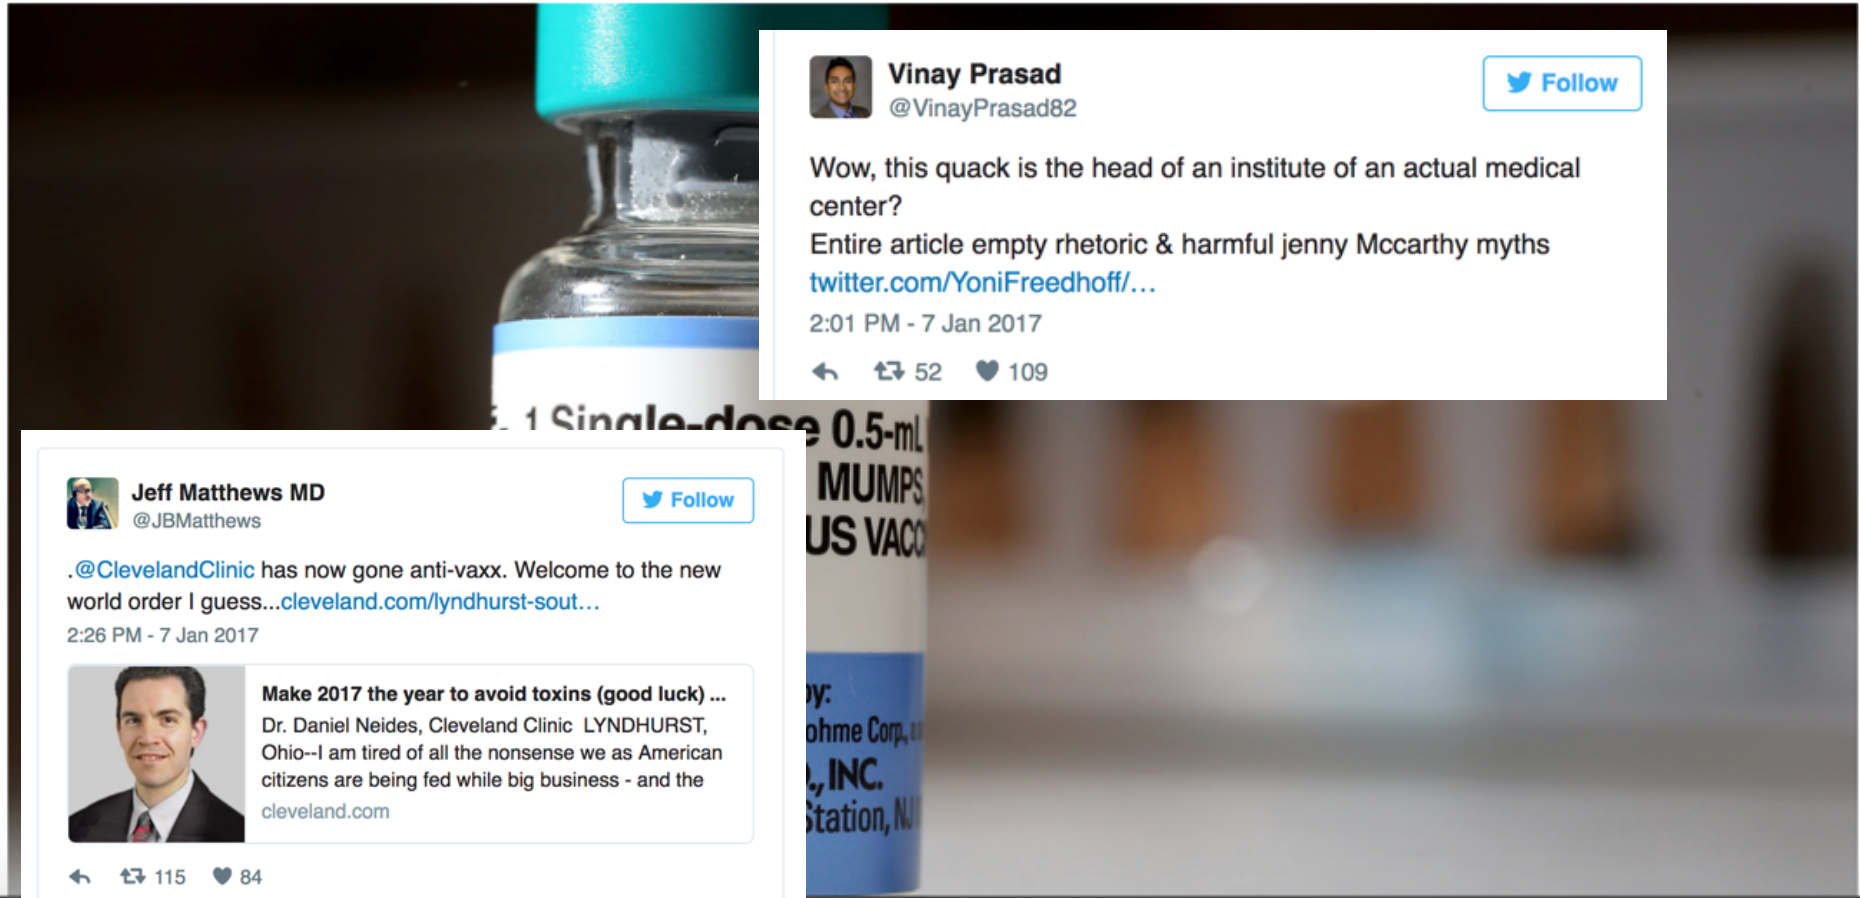 Vinay Prasad
@VinayPrasad82
Follow
Wow, this quack is the head of an institute of an actual medical
center?
Entire article empty rhetoric & harmful jenny Mccarthy myths
twitter.com/YoniFreedhoff/…
2:01 PM - 7 Jan 2017
52 109
1 Single-dose 0.5-mL
MUMPS,
US VACC
by:
ohme Corp.,
., INC.
Station, NJ
Jeff Matthews MD
@JBMatthews
Follow
.@ClevelandClinic has now gone anti-vaxx. Welcome to the new
world order I guess...cleveland.com/lyndhurst-sout…
2:26 PM - 7 Jan 2017
Make 2017 the year to avoid toxins (good luck) ...
Dr. Daniel Neides, Cleveland Clinic LYNDHURST,
Ohio--I am tired of all the nonsense we as American
citizens are being fed while big business - and the
cleveland.com
115 84